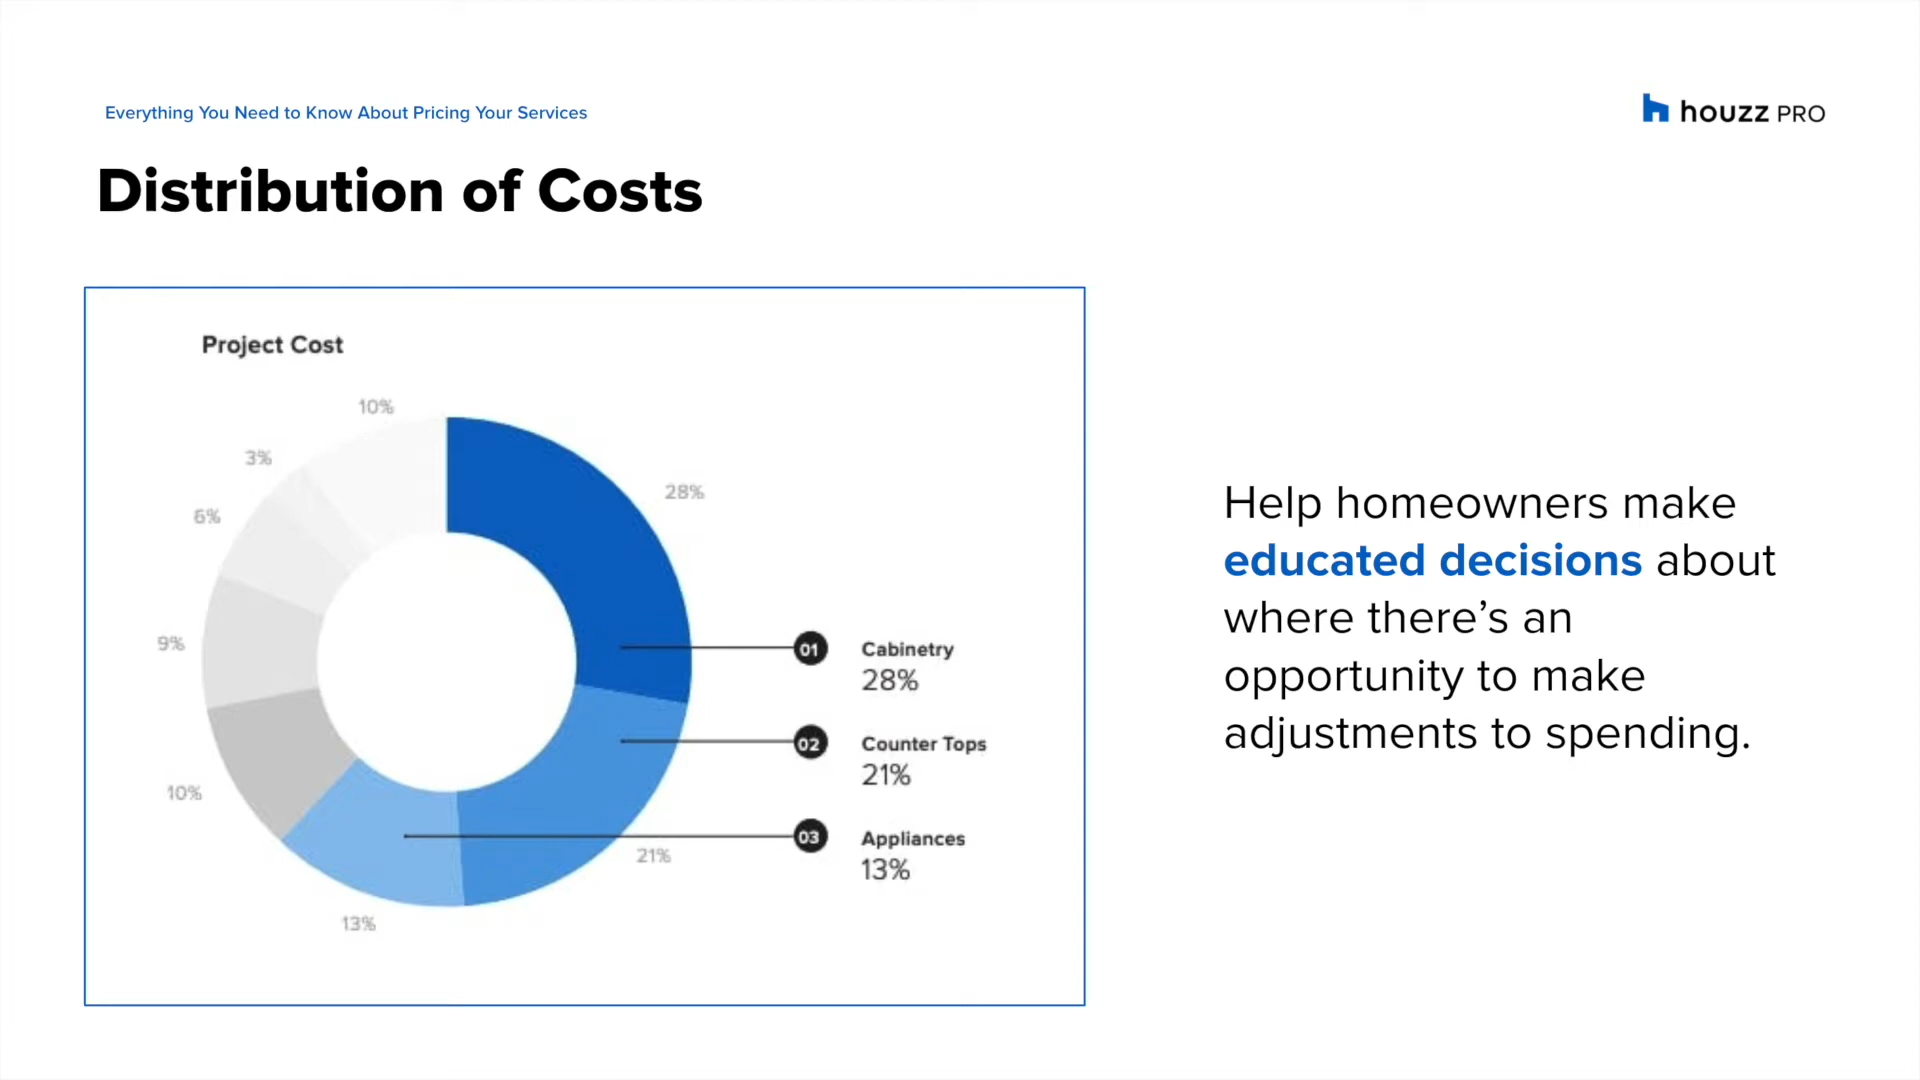 Everything You Need to Know About Pricing Your Services
houzz PRO
Distribution of Costs
Project Cost
10%
3%
28%
6%
9%
10%
13%
21%
01 Cabinetry
28%
02 Counter Tops
21%
03 Appliances
13%
Help homeowners make
educated decisions about
where there’s an
opportunity to make
adjustments to spending.